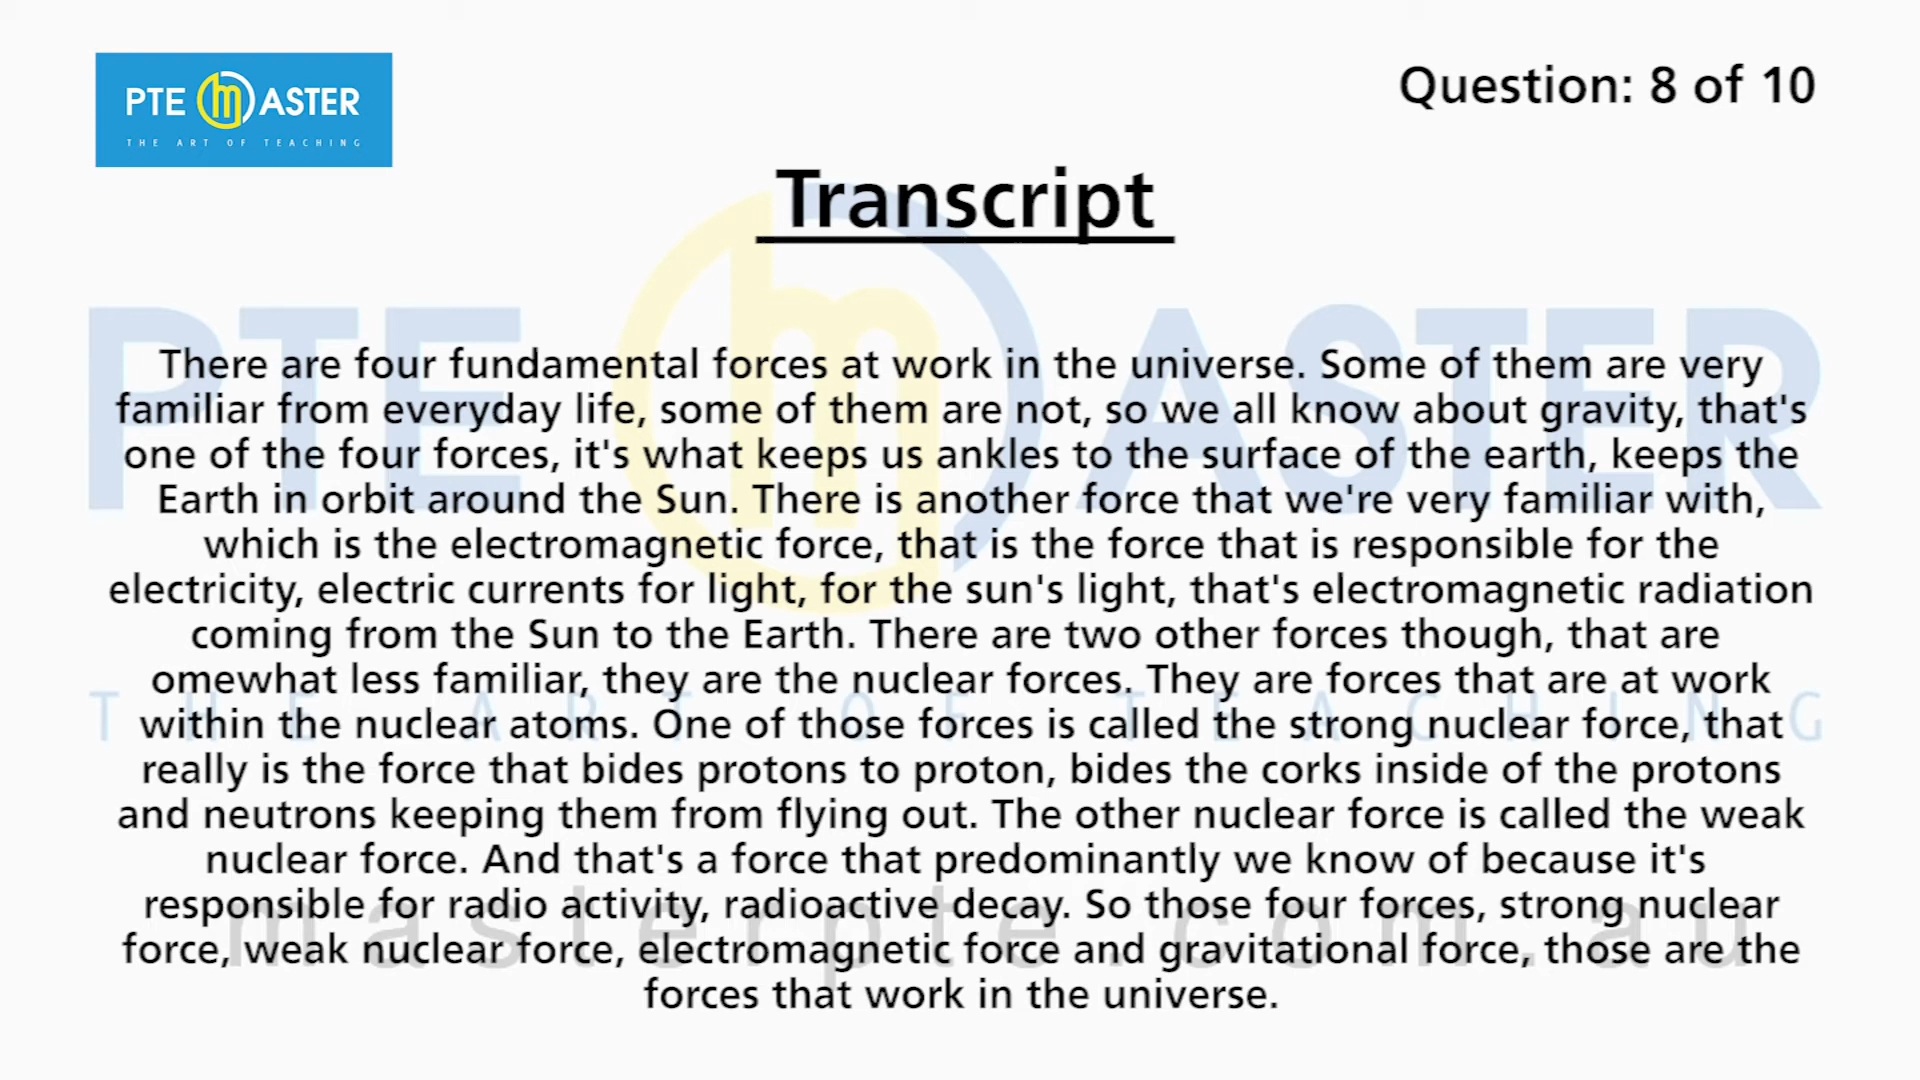 PTE MASTER
THE ART OF TEACHING
Question: 8 of 10
Transcript
There are four fundamental forces at work in the universe. Some of them are very
familiar from everyday life, some of them are not, so we all know about gravity, that's
one of the four forces, it's what keeps us ankles to the surface of the earth, keeps the
Earth in orbit around the Sun. There is another force that we're very familiar with,
which is the electromagnetic force, that is the force that is responsible for the
electricity, electric currents for light, for the sun's light, that's electromagnetic radiation
coming from the Sun to the Earth. There are two other forces though, that are
omewhat less familiar, they are the nuclear forces. They are forces that are at work
within the nuclear atoms. One of those forces is called the strong nuclear force, that
really is the force that bides protons to proton, bides the corks inside of the protons
and neutrons keeping them from flying out. The other nuclear force is called the weak
nuclear force. And that's a force that predominantly we know of because it's
responsible for radio activity, radioactive decay. So those four forces, strong nuclear
force, weak nuclear force, electromagnetic force and gravitational force, those are the
forces that work in the universe.
PTE MASTER
THE ART OF TEACHING
masterpte.com.au